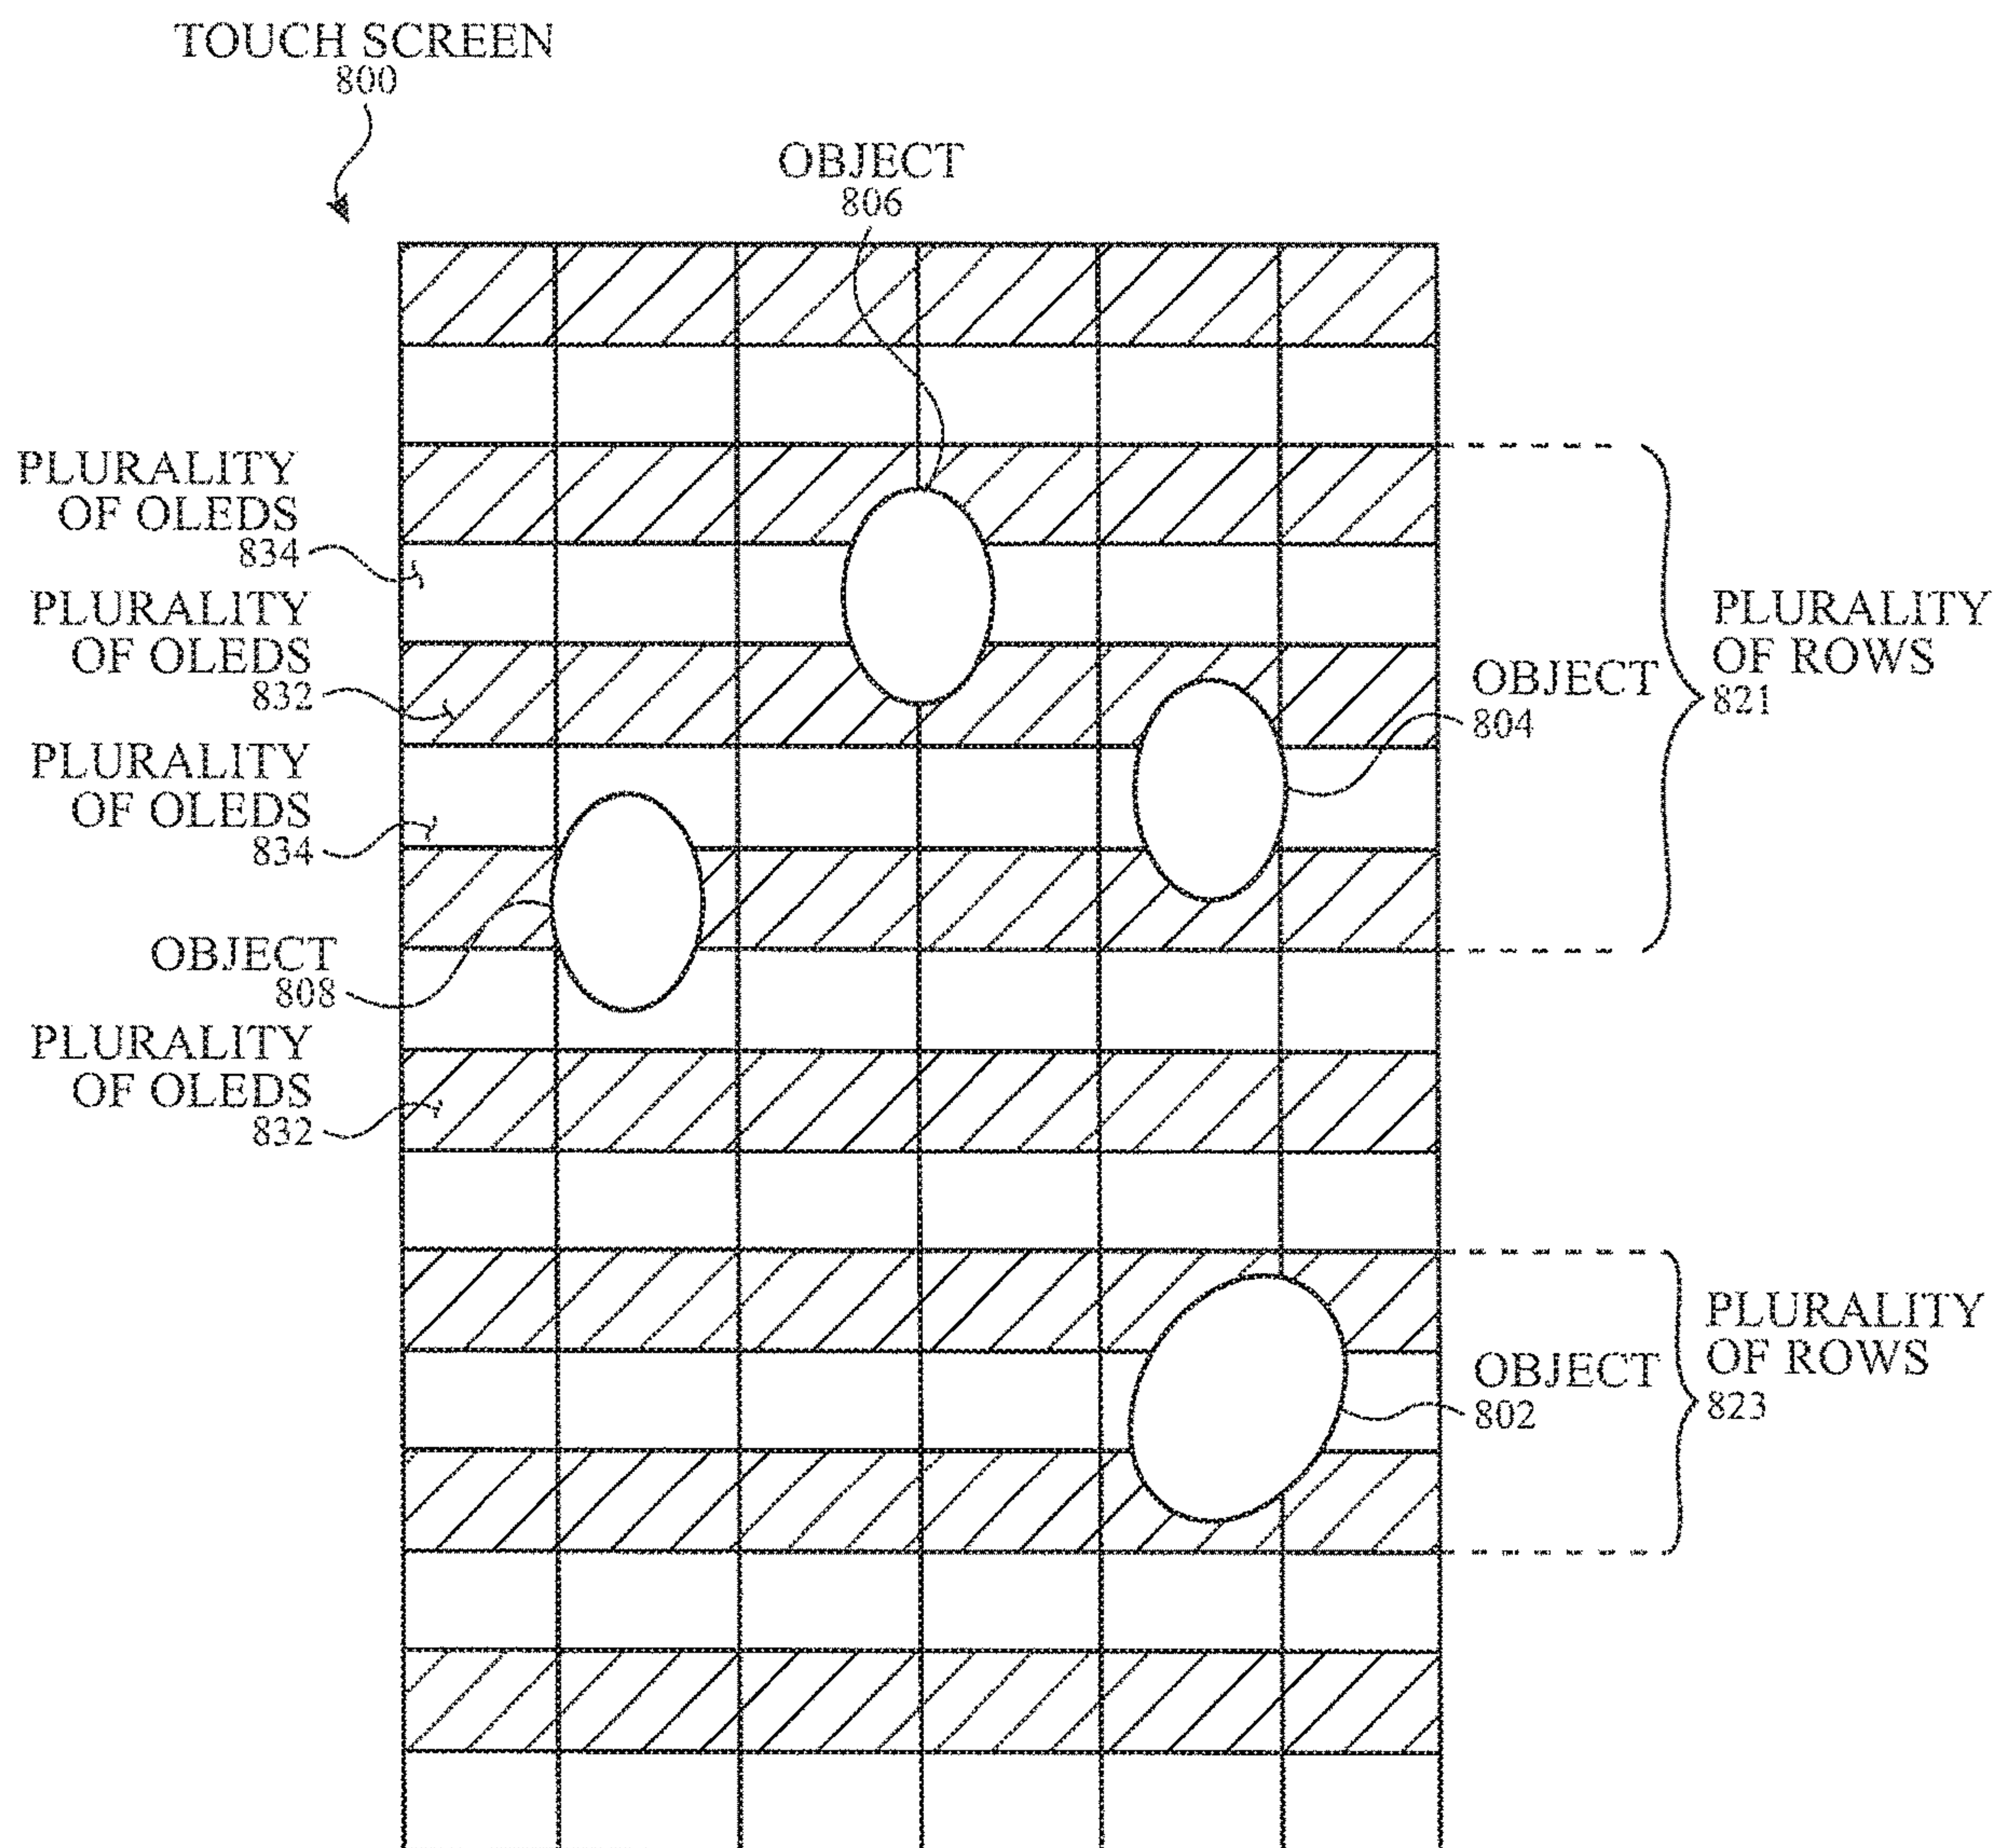 TOUCH SCREEN
800
OBJECT
806
PLURALITY
OF OLEDS
834
PLURALITY
OF OLEDS
832
PLURALITY
OF OLEDS
834
OBJECT
808
PLURALITY
OF OLEDS
832
OBJECT
804
PLURALITY
OF ROWS
821
OBJECT
802
PLURALITY
OF ROWS
823